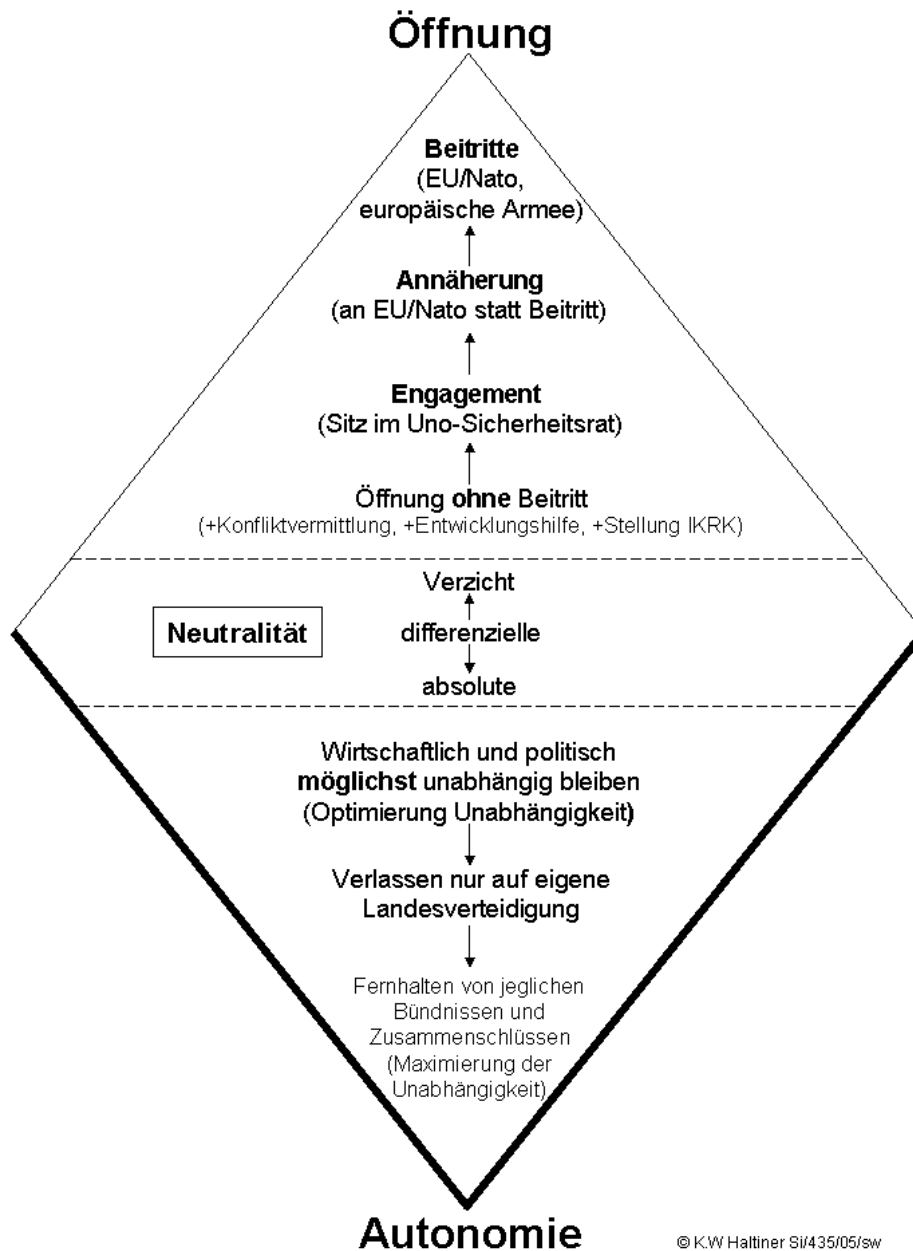 Öffnung
Beitritte
(EU/Nato,
europäische Armee)
Annäherung
(an EU/Nato statt Beitritt)
Engagement
(Sitz im Uno-Sicherheitsrat)
Öffnung ohne Beitritt
(+Konfliktvermittlung, +Entwicklungshilfe, +Stellung IKRK)
Verzicht
Neutralität
differenzielle
absolute
Wirtschaftlich und politisch
möglichst unabhängig bleiben
(Optimierung Unabhängigkeit)
Verlassen nur auf eigene
Landesverteidigung
Fernhalten von jeglichen
Bündnissen und
Zusammenschlüssen
(Maximierung der
Unabhängigkeit)
Autonomie
© K.W Haltiner Si/435/05/sw